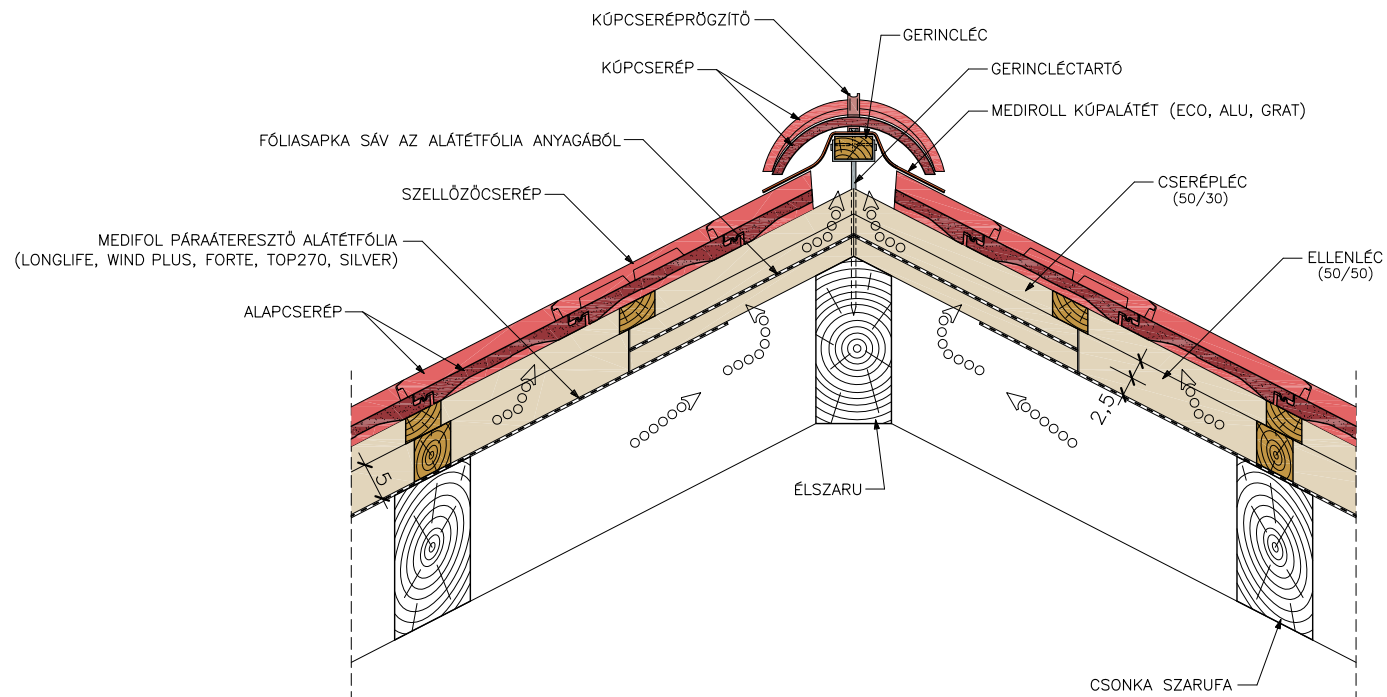 KÚPCSERÉPRÖGZÍTŐ
GERINCLÉC
KÚPCSERÉP
GERINCLÉCTARTÓ
MEDIROLL KÚPALÁTÉT (ECO, ALU, GRAT)
FÓLIASAPKA SÁV AZ ALÁTÉTFÓLIA ANYAGÁBÓL
SZELLŐZŐCSERÉP
CSERÉPLÉC
(50/30)
MEDIFOL PÁRAÁTERESZTŐ ALÁTÉTFÓLIA
(LONGLIFE, WIND PLUS, FORTE, TOP270, SILVER)
ELLENLÉC
(50/50)
ALAPCSERÉP
2,5
5
ÉLSZARU
CSONKA SZARUFA